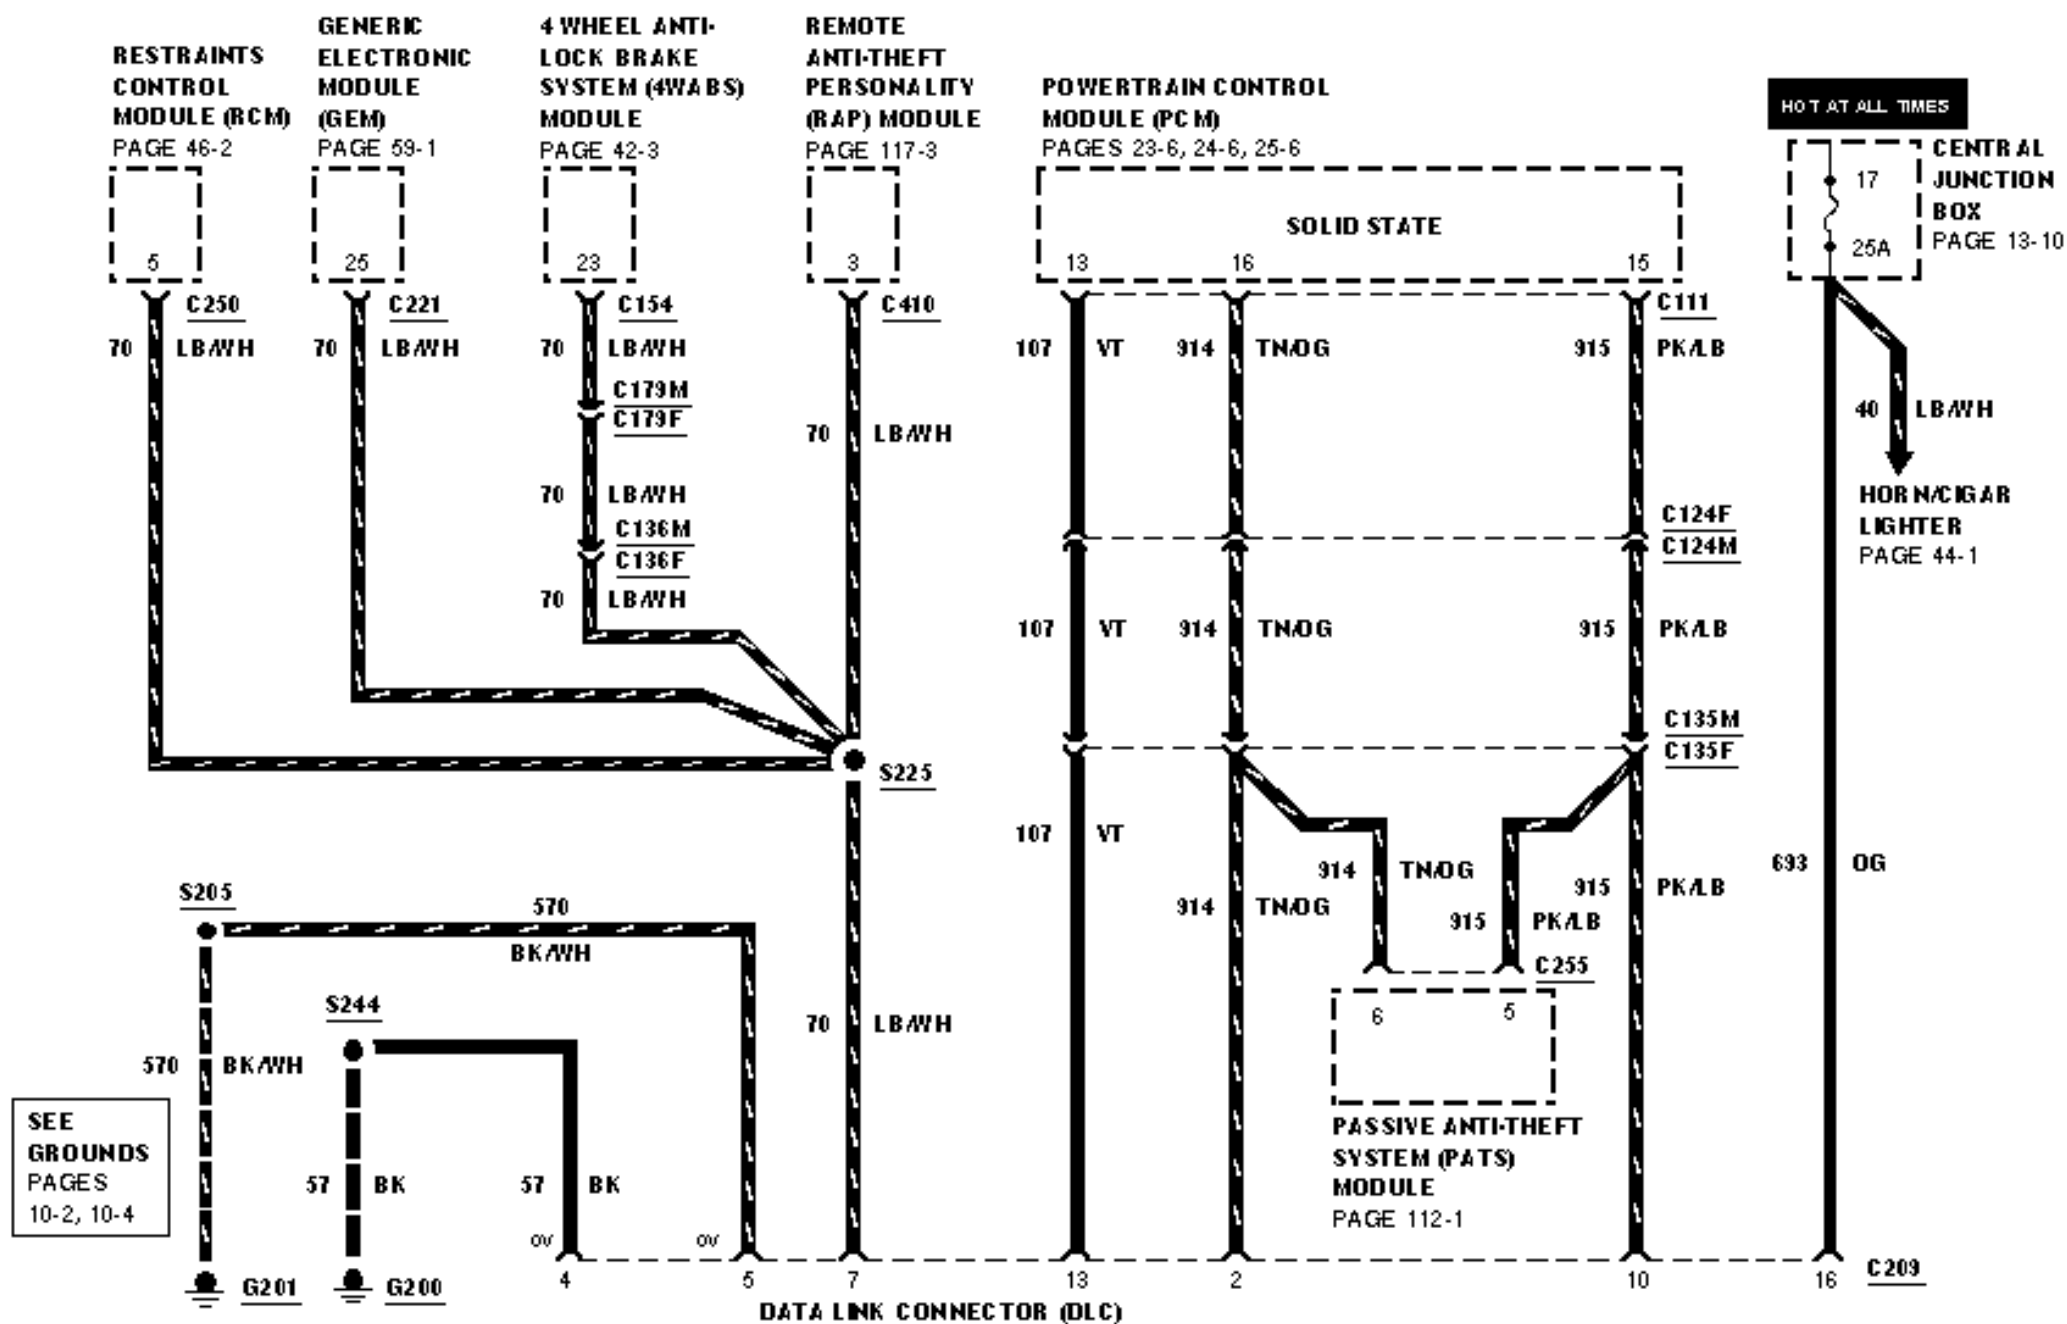 RESTRAINTS
CONTROL
MODULE (RCM)
PAGE 46-2
GENERIC
ELECTRONIC
MODULE
(GEM)
PAGE 59-1
4 WHEEL ANTI-
LOCK BRAKE
SYSTEM (4WABS)
MODULE
PAGE 42-3
REMOTE
ANTI-THEFT
PERSONALITY
(RAP) MODULE
PAGE 117-3
POWERTRAIN CONTROL
MODULE (PCM)
PAGES 23-6, 24-6, 25-6
HOT AT ALL TIMES
CENTRAL
JUNCTION
BOX
PAGE 13-10
17
25A
SOLID STATE
5
25
23
3
13
16
15
C250
C221
C154
C410
C111
70 LB/WH
70 LB/WH
70 LB/WH
107 VT
914 TN/OG
915 PK/LB
C179M
C179F
70 LB/WH
40 LB/WH
70 LB/WH
HORN/CIGAR
LIGHTER
PAGE 44-1
C136M
C136F
C124F
C124M
70 LB/WH
107 VT
914 TN/OG
915 PK/LB
C135M
C135F
S225
107 VT
914 TN/OG
915 PK/LB
693 OG
S205
570
BK/WH
914 TN/OG
915 PK/LB
C255
6
5
S244
70 LB/WH
570 BK/WH
SEE
GROUNDS
PAGES
10-2, 10-4
57 BK
57 BK
PASSIVE ANTI-THEFT
SYSTEM (PATS)
MODULE
PAGE 112-1
0V
0V
G201
G200
4
5
7
13
2
10
16
C209
DATA LINK CONNECTOR (DLC)